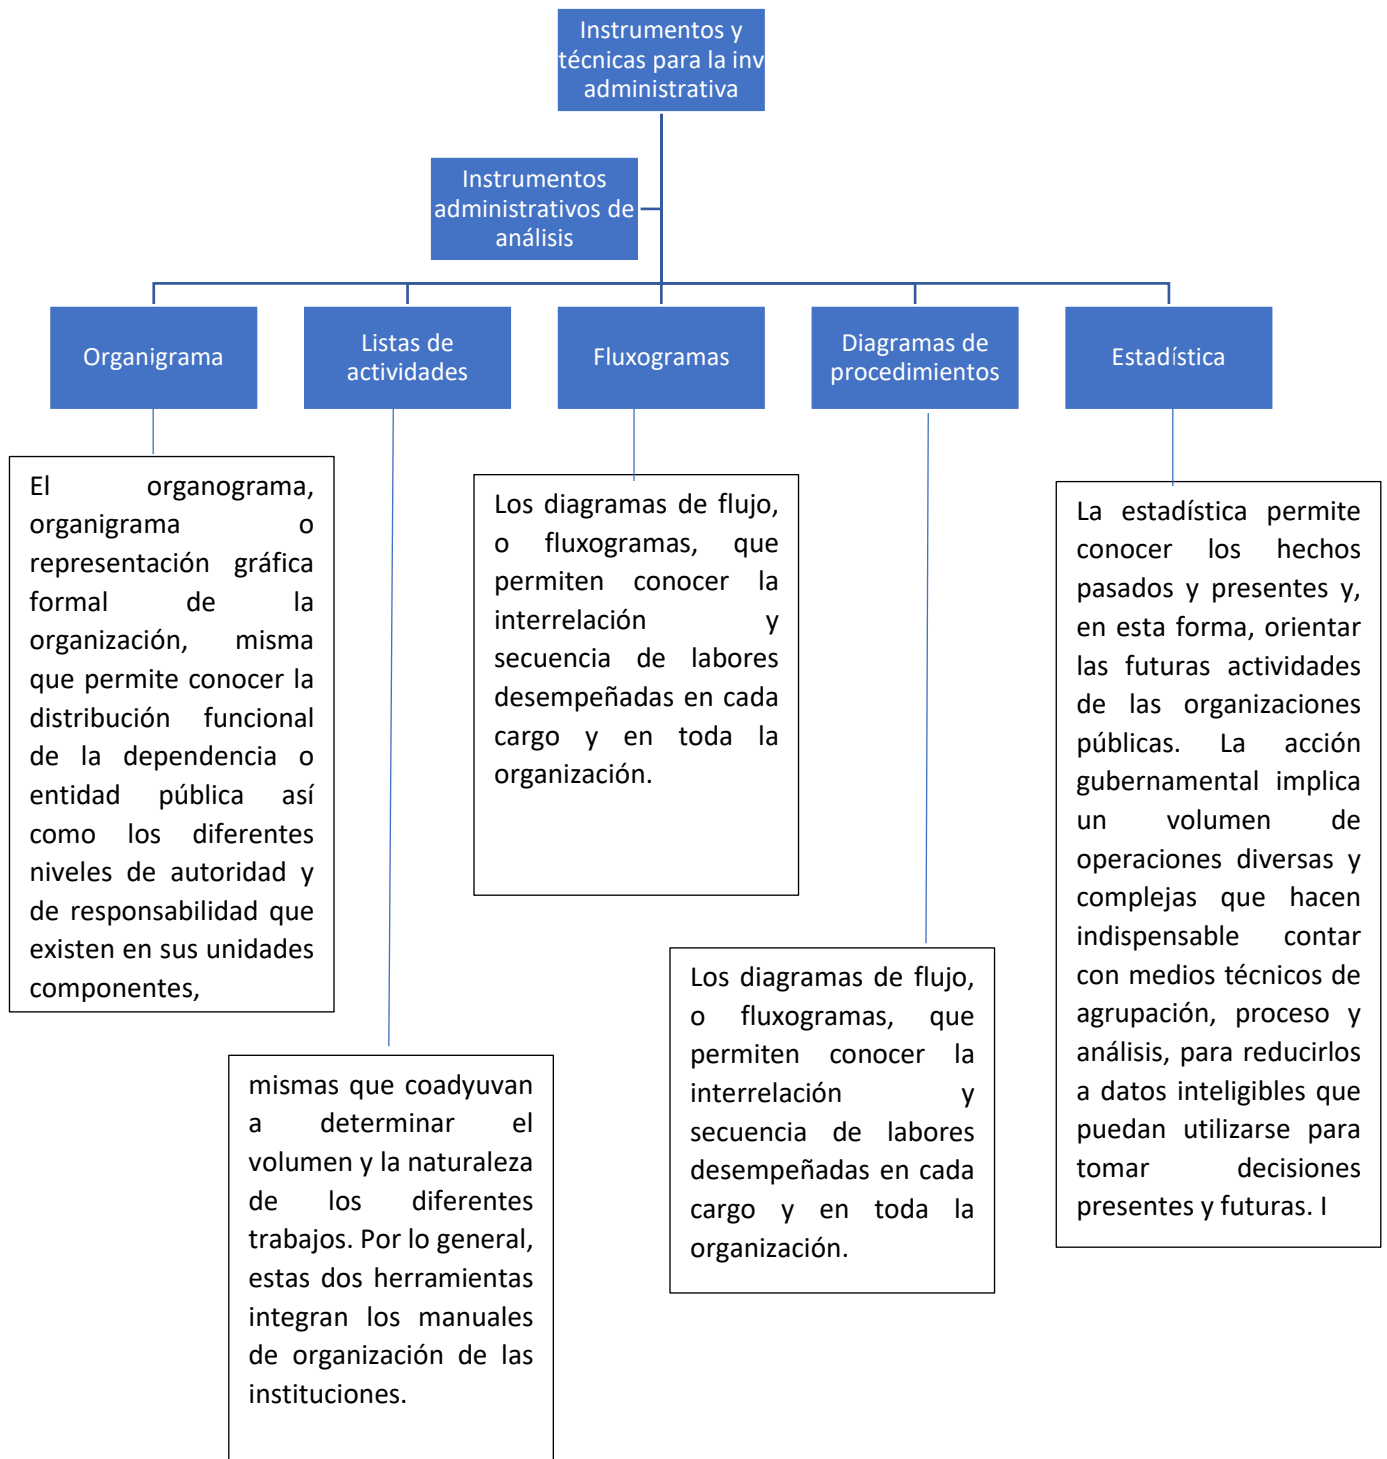 Instrumentos y
técnicas para la inv
administrativa
Instrumentos
administrativos de
análisis
Organigrama
Listas de
actividades
Fluxogramas
Diagramas de
procedimientos
Estadística
El organograma,
organigrama o
representación gráfica
formal de la
organización, misma
que permite conocer la
distribución funcional
de la dependencia o
entidad pública así
como los diferentes
niveles de autoridad y
de responsabilidad que
existen en sus unidades
componentes,
mismas que coadyuvan
a determinar el
volumen y la naturaleza
de los diferentes
trabajos. Por lo general,
estas dos herramientas
integran los manuales
de organización de las
instituciones.
Los diagramas de flujo,
o fluxogramas, que
permiten conocer la
interrelación y
secuencia de labores
desempeñadas en cada
cargo y en toda la
organización.
Los diagramas de flujo,
o fluxogramas, que
permiten conocer la
interrelación y
secuencia de labores
desempeñadas en cada
cargo y en toda la
organización.
La estadística permite
conocer los hechos
pasados y presentes y,
en esta forma, orientar
las futuras actividades
de las organizaciones
públicas. La acción
gubernamental implica
un volumen de
operaciones diversas y
complejas que hacen
indispensable contar
con medios técnicos de
agrupación, proceso y
análisis, para reducirlos
a datos inteligibles que
puedan utilizarse para
tomar decisiones
presentes y futuras. I